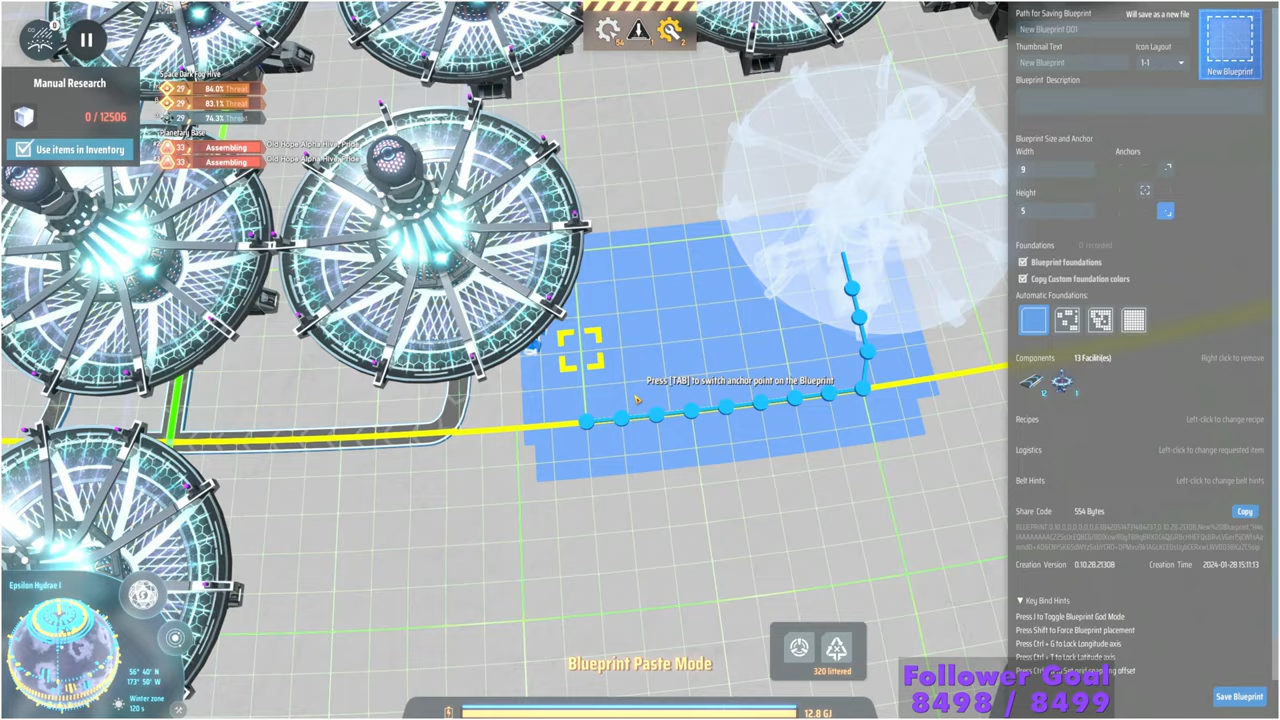 0
Manual Research
0 / 12506
Use items in Inventory
Space Dark Fog Hive
29 84.0% Threat
29 83.1% Threat
29 74.3% Threat
Planetary Base
33 Assembling Old Hope Alpha Hive, Pride
33 Assembling Old Hope Alpha Hive, Pride
54 1 2
Press [TAB] to switch anchor point on the Blueprint
Epsilon Hydrae I
56° 40' N
173° 50' W
Winter zone
120 s
Blueprint Paste Mode
320 littered
12.8 GJ
Path for Saving Blueprint Will save as a new file
New Blueprint 001
Thumbnail Text Icon Layout
New Blueprint 1-1
New Blueprint
Blueprint Description
Blueprint Size and Anchor
Width Anchors
9
Height
5
Foundations 0 recorded
Blueprint foundations
Copy Custom foundation colors
Automatic Foundations:
Components 13 Facilit(ies) Right click to remove
12 1
Recipes Left-click to change recipe
Logistics Left-click to change requested item
Belt Hints Left-click to change belt hints
Share Code 554 Bytes Copy
Creation Version 0.10.28.21308 Creation Time 2024-01-28 15:11:13
▼ Key Bind Hints
Press J to Toggle Blueprint God Mode
Press Shift to Force Blueprint placement
Press Ctrl + G to Lock Longitude axis
Press Ctrl + T to Lock Latitude axis
Follower Goal
8498 / 8499
Save Blueprint